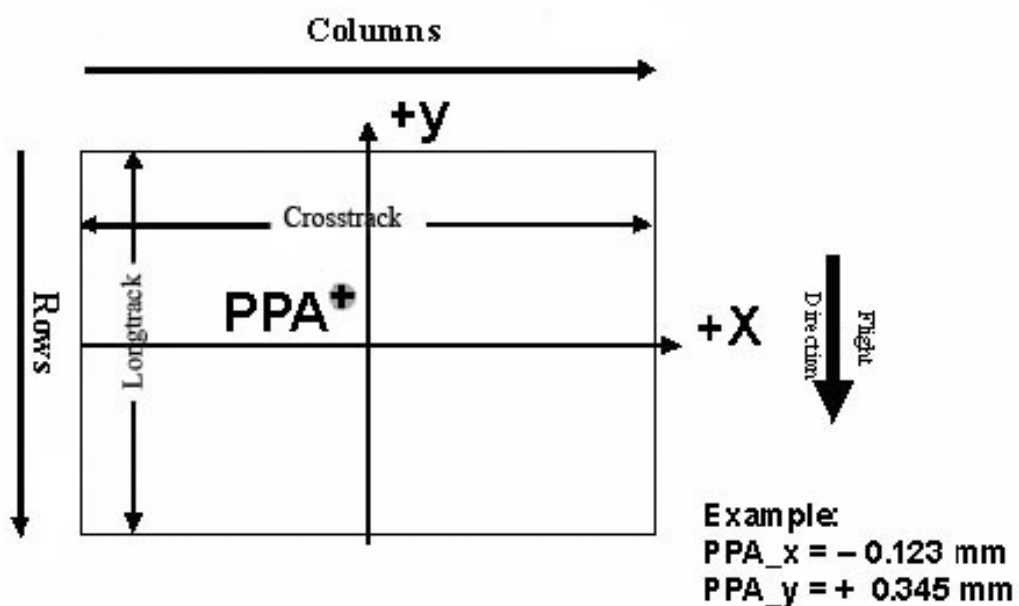 Columns
+y
Crosstrack
Rows
Longtrack
PPA+
+X
Flight
Direction
Example:
PPA_x = – 0.123 mm
PPA_y = + 0.345 mm